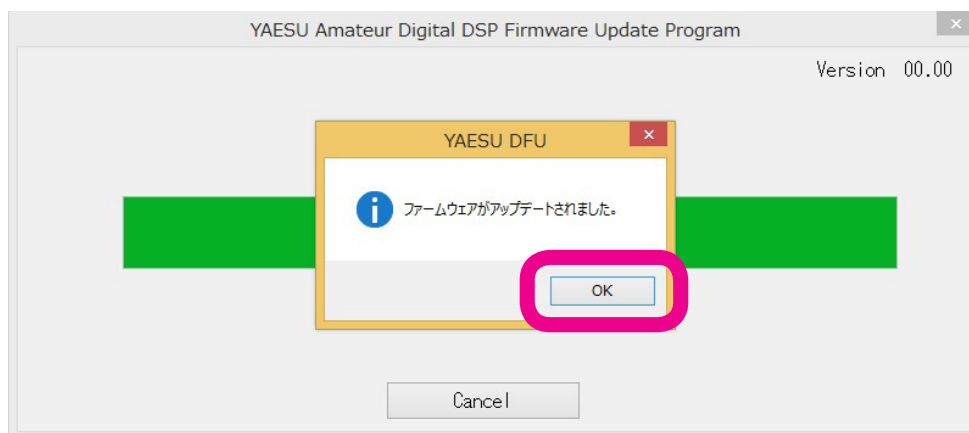 YAESU Amateur Digital DSP Firmware Update Program
Version 00.00
YAESU DFU
ファームウェアがアップデートされました。
OK
Cancel